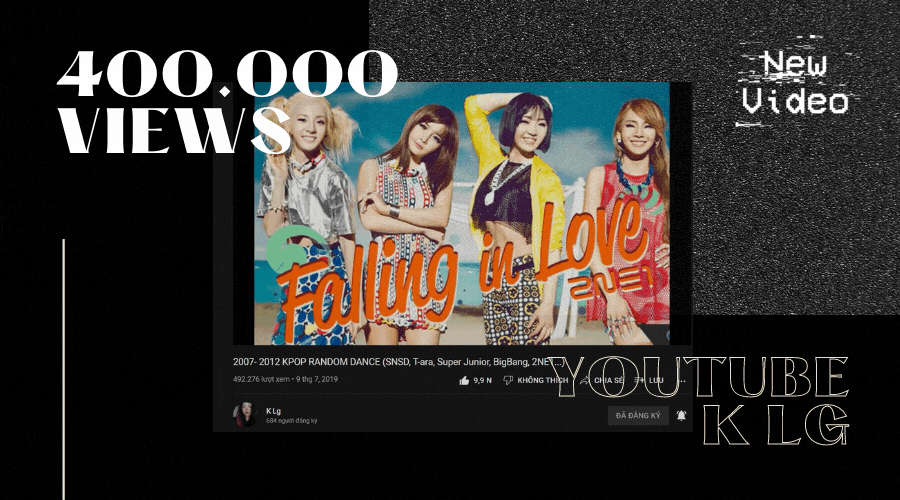 400.000
VIEWS
New
Video
Falling in Love
2NE1
2007- 2012 KPOP RANDOM DANCE (SNSD, T-ara, Super Junior, BigBang, 2NE1...)
492.276 lượt xem • 9 thg 7, 2019
9,9 N
KHÔNG THÍCH
CHIA SẺ
LƯU
YOUTUBE
K LG
K Lg
684 người đăng ký
ĐÃ ĐĂNG KÝ